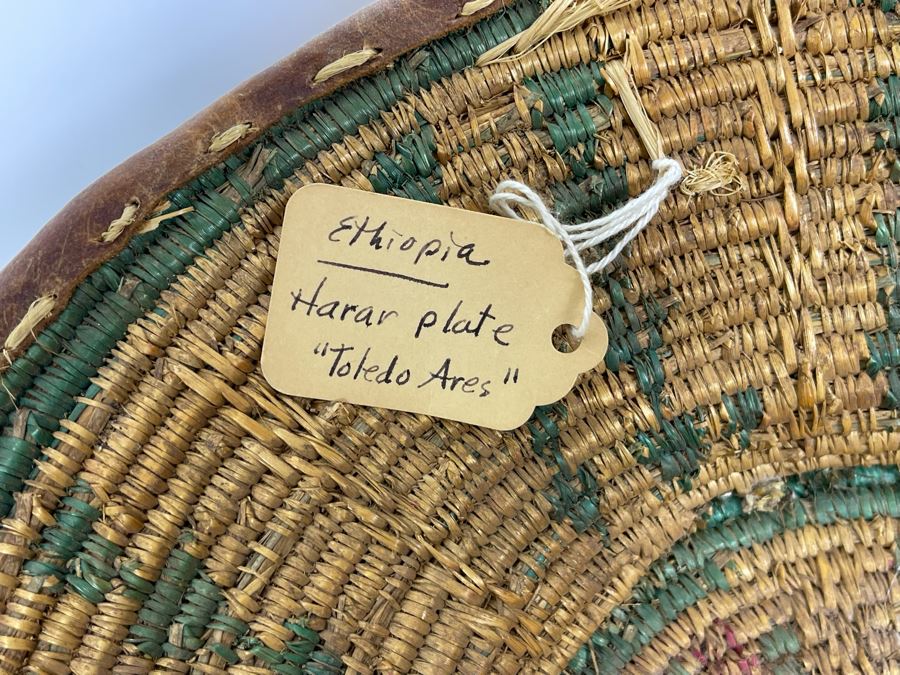 Ethiopia
Harar plate
"Toledo Ares"